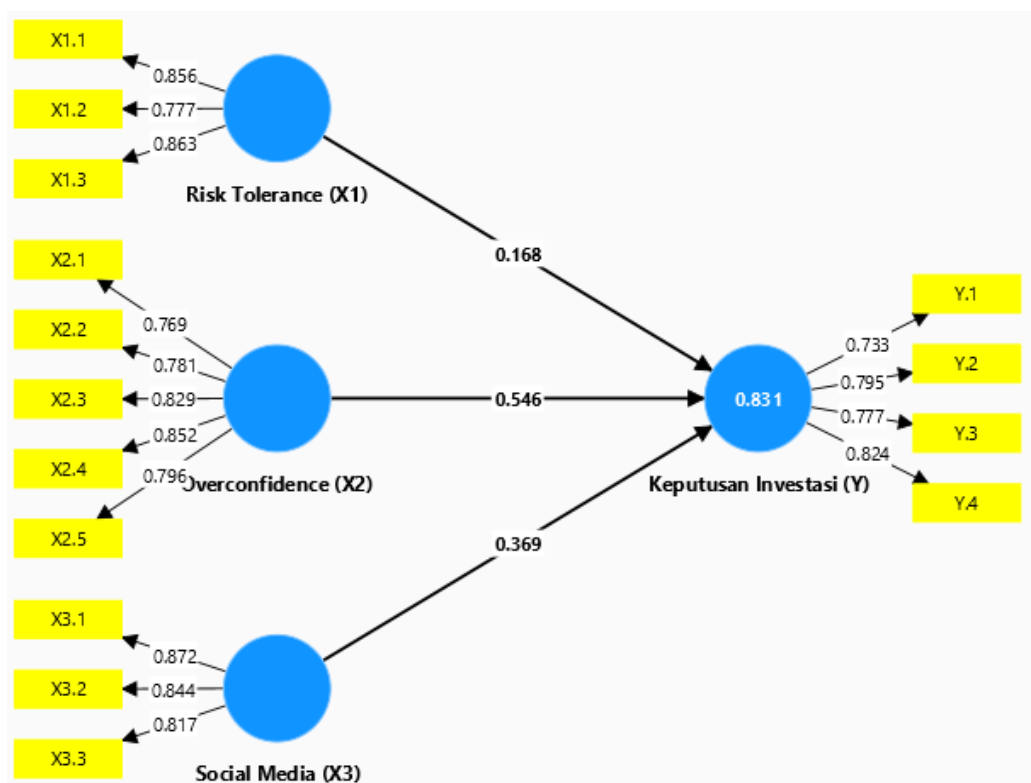 X1.1
0.856
X1.2
0.777
X1.3
0.863
Risk Tolerance (X1)
0.168
X2.1
0.769
X2.2
0.781
X2.3
0.829
X2.4
0.852
X2.5
0.796
Overconfidence (X2)
0.546
0.831
Keputusan Investasi (Y)
Y.1
0.733
Y.2
0.795
Y.3
0.777
Y.4
0.824
0.369
X3.1
0.872
X3.2
0.844
X3.3
0.817
Social Media (X3)